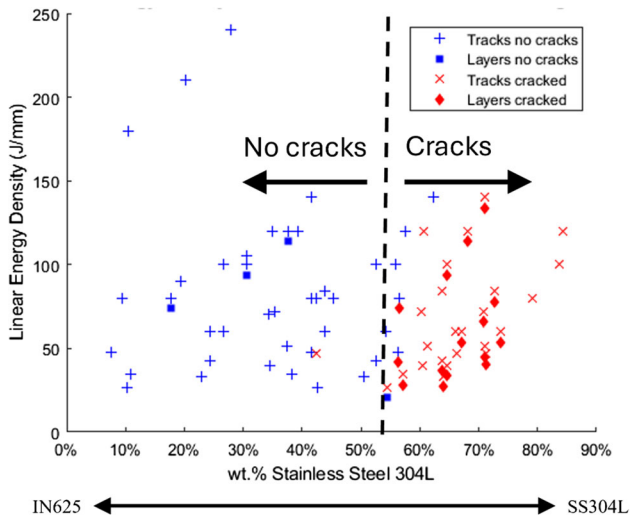 250
200
150
100
50
0
Linear Energy Density (J/mm)
Tracks no cracks
Layers no cracks
Tracks cracked
Layers cracked
No cracks
Cracks
0% 10% 20% 30% 40% 50% 60% 70% 80% 90%
wt.% Stainless Steel 304L
IN625 SS304L